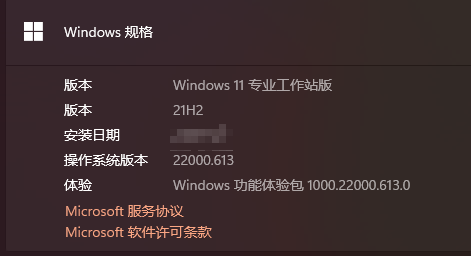 Windows 规格
版本 Windows 11 专业工作站版
版本 21H2
安装日期
操作系统版本 22000.613
体验 Windows 功能体验包 1000.22000.613.0
Microsoft 服务协议
Microsoft 软件许可条款